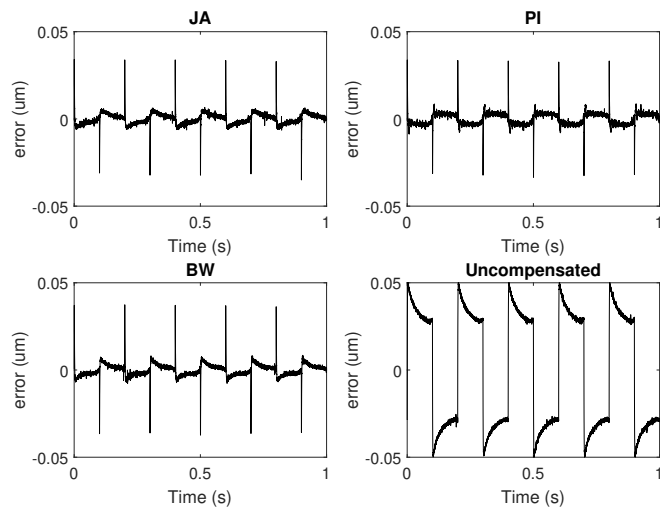 JA
0.05
0
-0.05
error (um)
0
0.5
1
Time (s)
PI
0.05
0
-0.05
error (um)
0
0.5
1
Time (s)
BW
0.05
0
-0.05
error (um)
0
0.5
1
Time (s)
Uncompensated
0.05
0
-0.05
error (um)
0
0.5
1
Time (s)